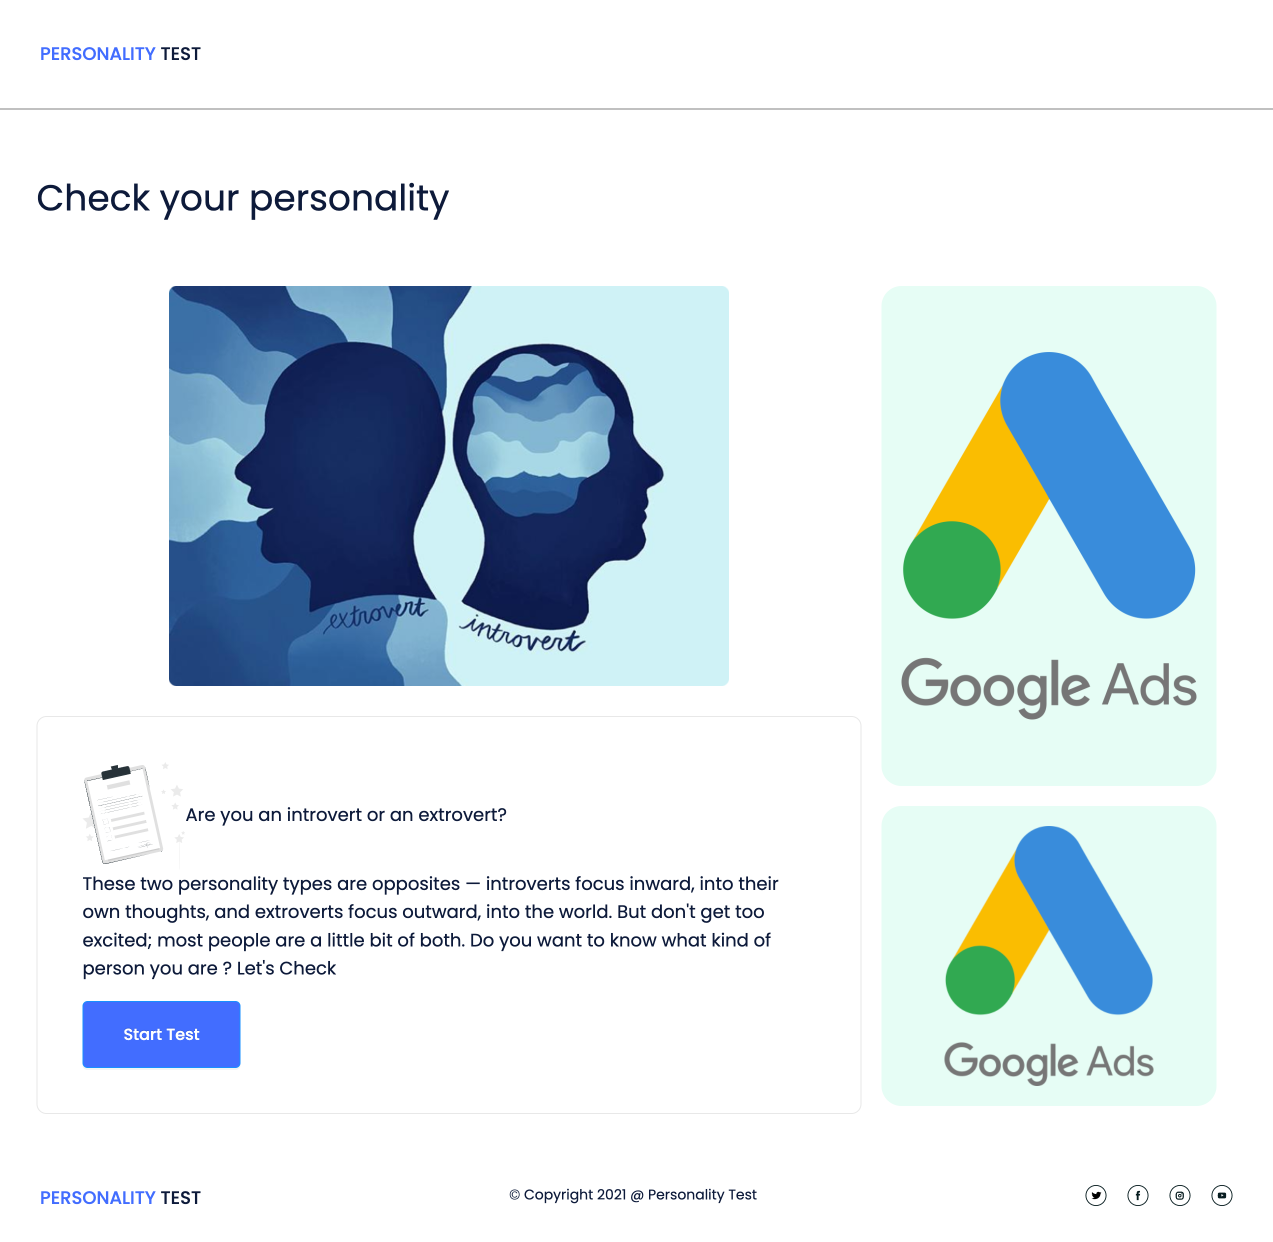 PERSONALITY TEST
Check your personality
extrovert
introvert
Google Ads
Are you an introvert or an extrovert?
These two personality types are opposites — introverts focus inward, into their
own thoughts, and extroverts focus outward, into the world. But don't get too
excited; most people are a little bit of both. Do you want to know what kind of
person you are ? Let's Check
Start Test
Google Ads
PERSONALITY TEST
© Copyright 2021 @ Personality Test